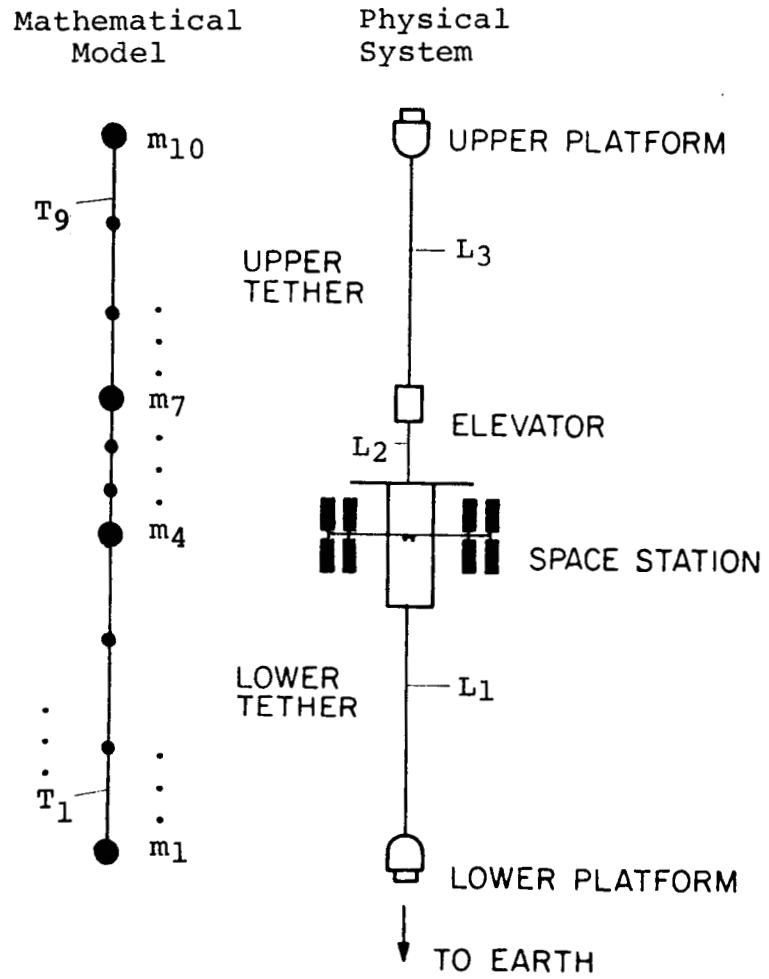 Mathematical
Model
Physical
System
m10
UPPER PLATFORM
T9
L3
UPPER
TETHER
m7
ELEVATOR
L2
m4
SPACE STATION
LOWER
TETHER
L1
T1
m1
LOWER PLATFORM
TO EARTH